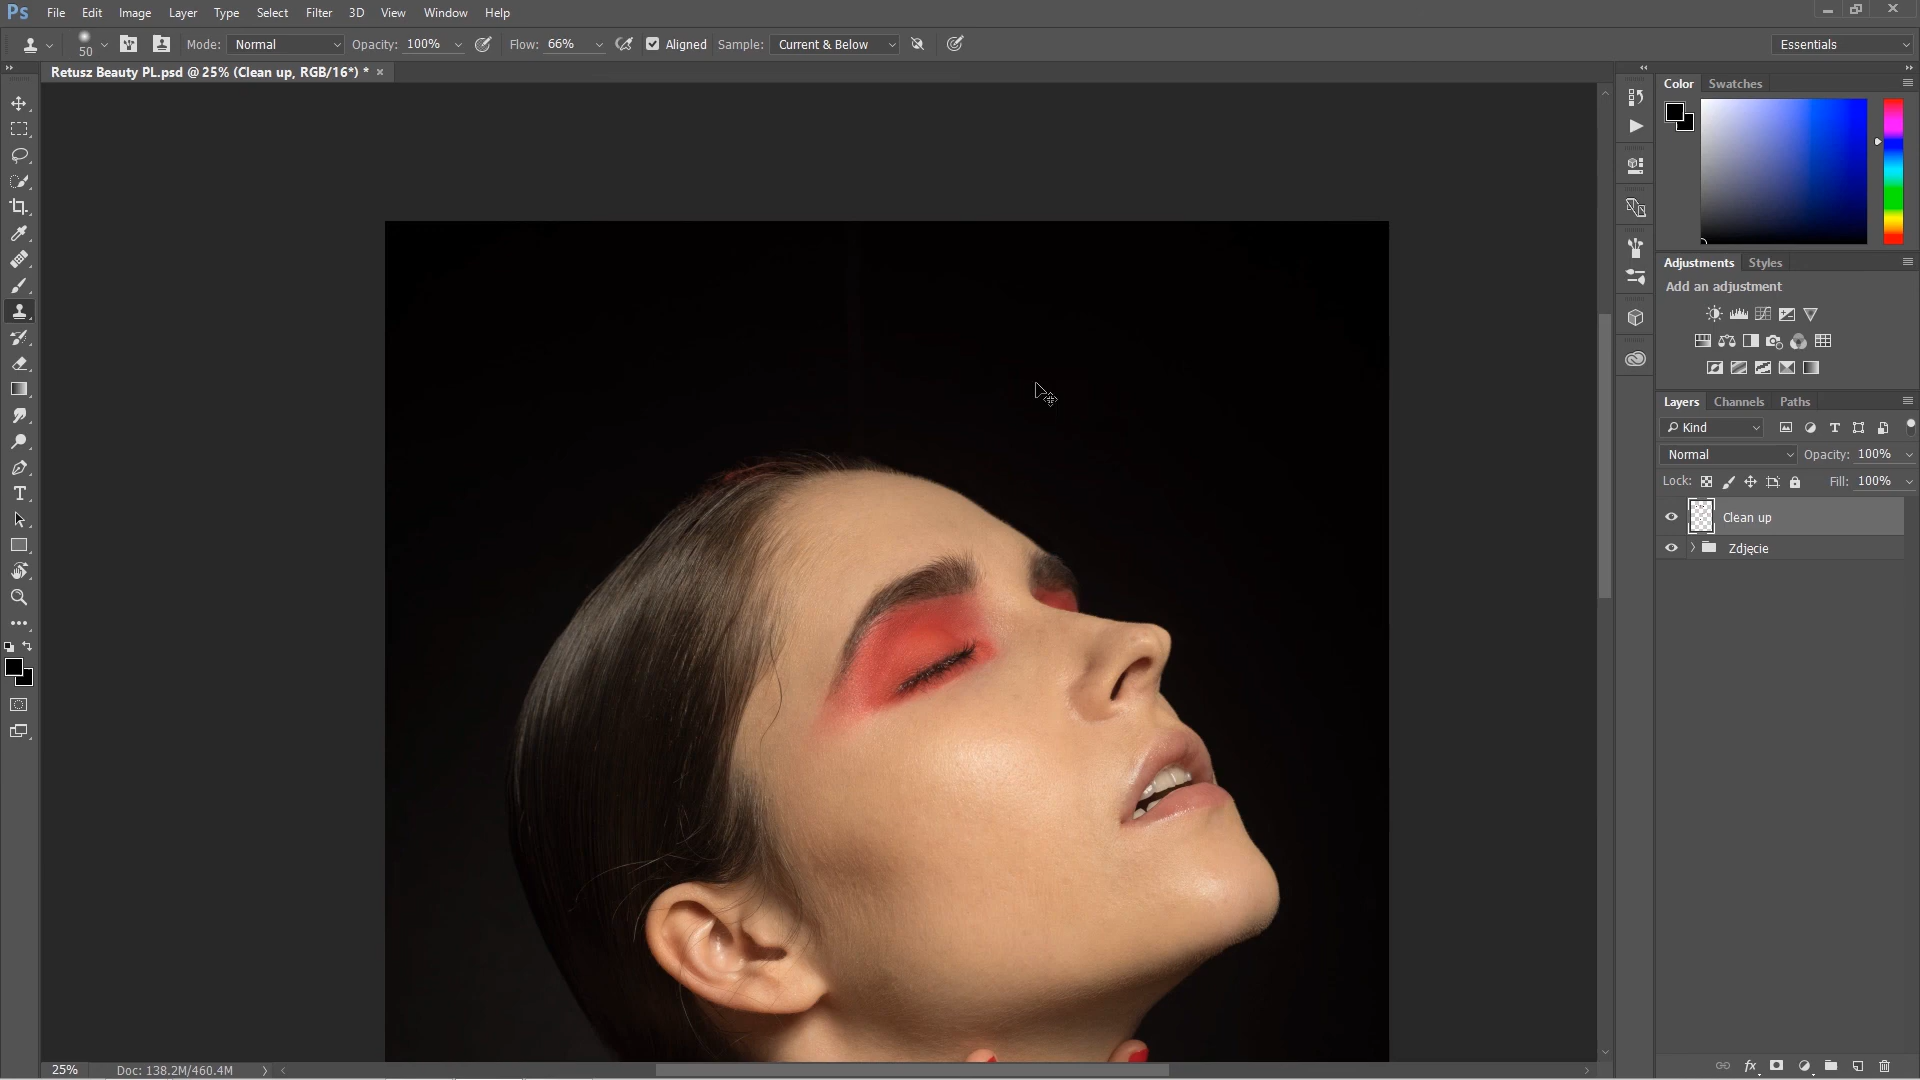 Ps File Edit Image Layer Type Select Filter 3D View Window Help
50 Mode: Normal Opacity: 100% Flow: 66% Aligned Sample: Current & Below Essentials
Retusz Beauty PL.psd @ 25% (Clean up, RGB/16*) * ×
Color Swatches
Adjustments Styles
Add an adjustment
Layers Channels Paths
Kind
Normal Opacity: 100%
Lock: Fill: 100%
Clean up
Zdjęcie
25% Doc: 138.2M/460.4M